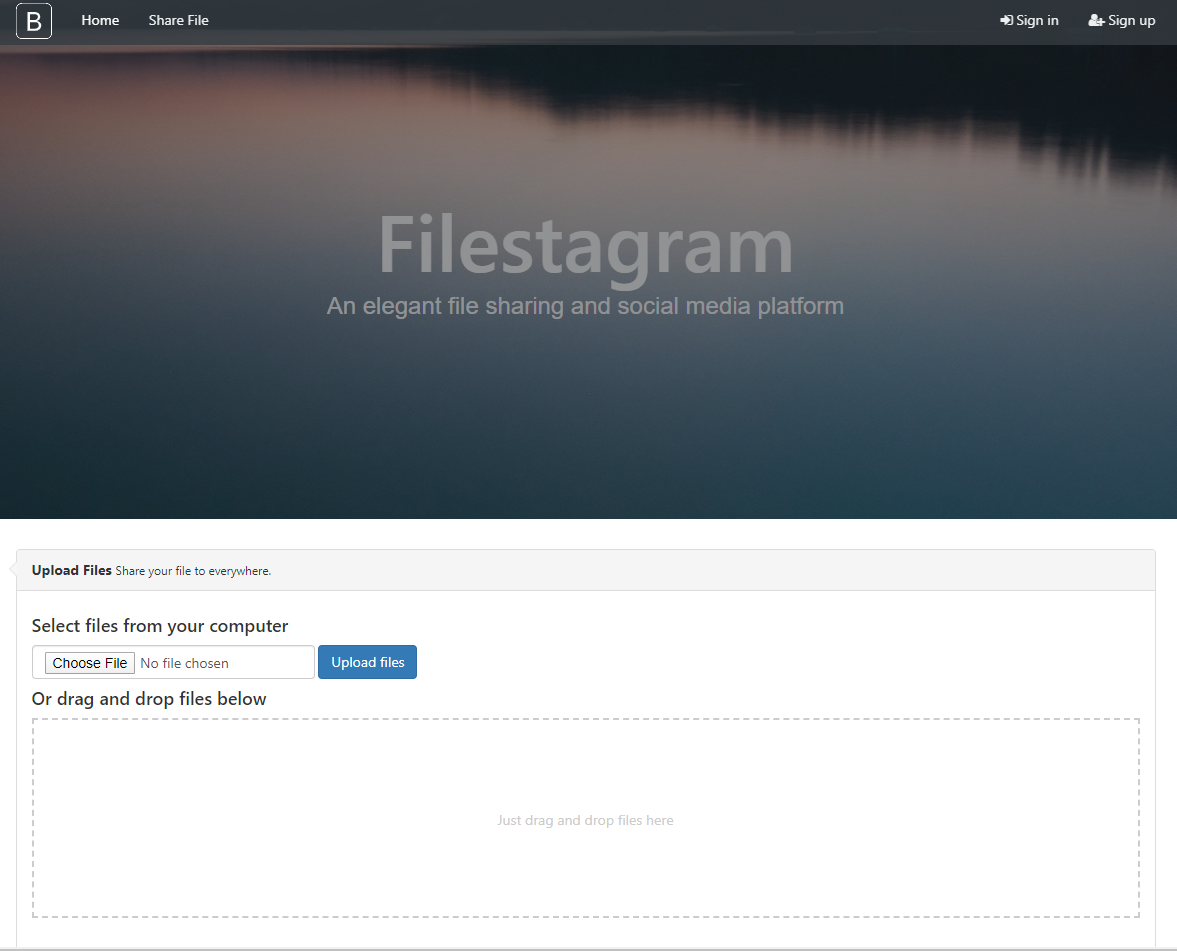 B Home Share File Sign in Sign up
Filestagram
An elegant file sharing and social media platform
Upload Files Share your file to everywhere.
Select files from your computer
Choose File No file chosen Upload files
Or drag and drop files below
Just drag and drop files here